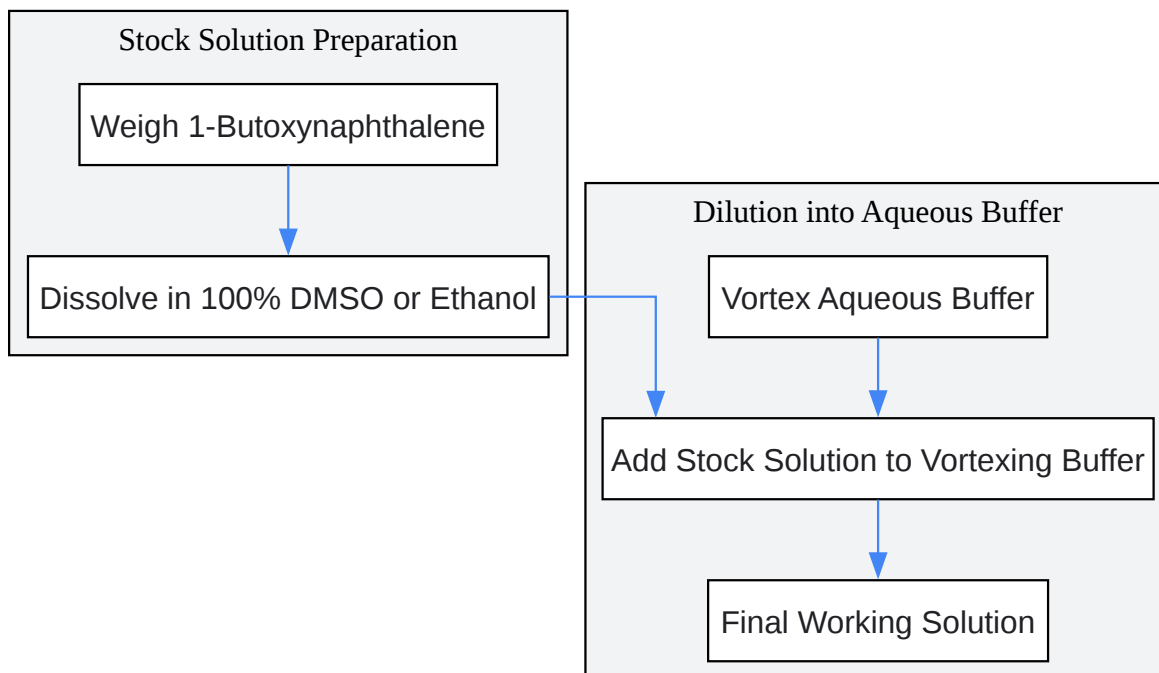 Stock Solution Preparation
Weigh 1-Butoxynaphthalene
Dissolve in 100% DMSO or Ethanol
Dilution into Aqueous Buffer
Vortex Aqueous Buffer
Add Stock Solution to Vortexing Buffer
Final Working Solution